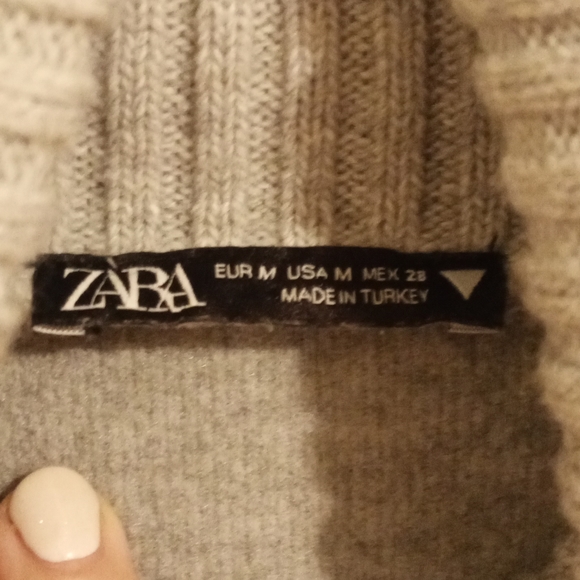 ZARA EUR M USA M MEX 28
MADE IN TURKEY